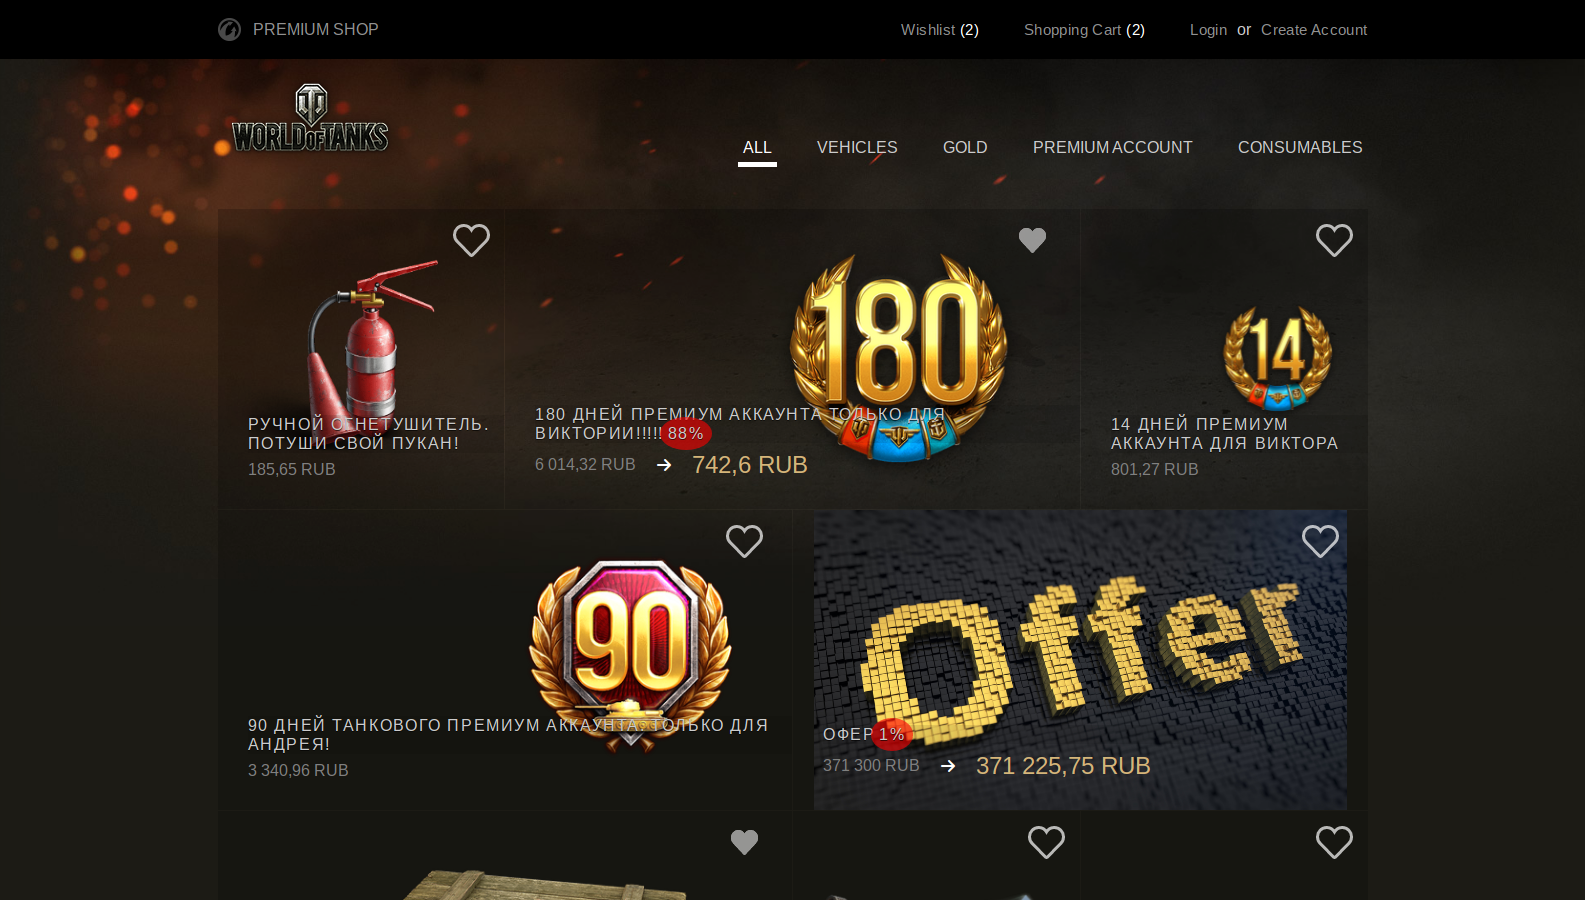 PREMIUM SHOP
Wishlist (2)
Shopping Cart (2)
Login or Create Account
WORLD OF TANKS
ALL
VEHICLES
GOLD
PREMIUM ACCOUNT
CONSUMABLES
РУЧНОЙ ОГНЕТУШИТЕЛЬ.
ПОТУШИ СВОЙ ПУКАН!
185,65 RUB
180
180 ДНЕЙ ПРЕМИУМ АККАУНТА ТОЛЬКО ДЛЯ
ВИКТОРИИ!!!!! 88%
6 014,32 RUB
742,6 RUB
14
14 ДНЕЙ ПРЕМИУМ
АККАУНТА ДЛЯ ВИКТОРА
801,27 RUB
90
90 ДНЕЙ ТАНКОВОГО ПРЕМИУМ АККАУНТА. ТОЛЬКО ДЛЯ
АНДРЕЯ!
3 340,96 RUB
Offer
ОФЕР 1%
371 300 RUB
371 225,75 RUB